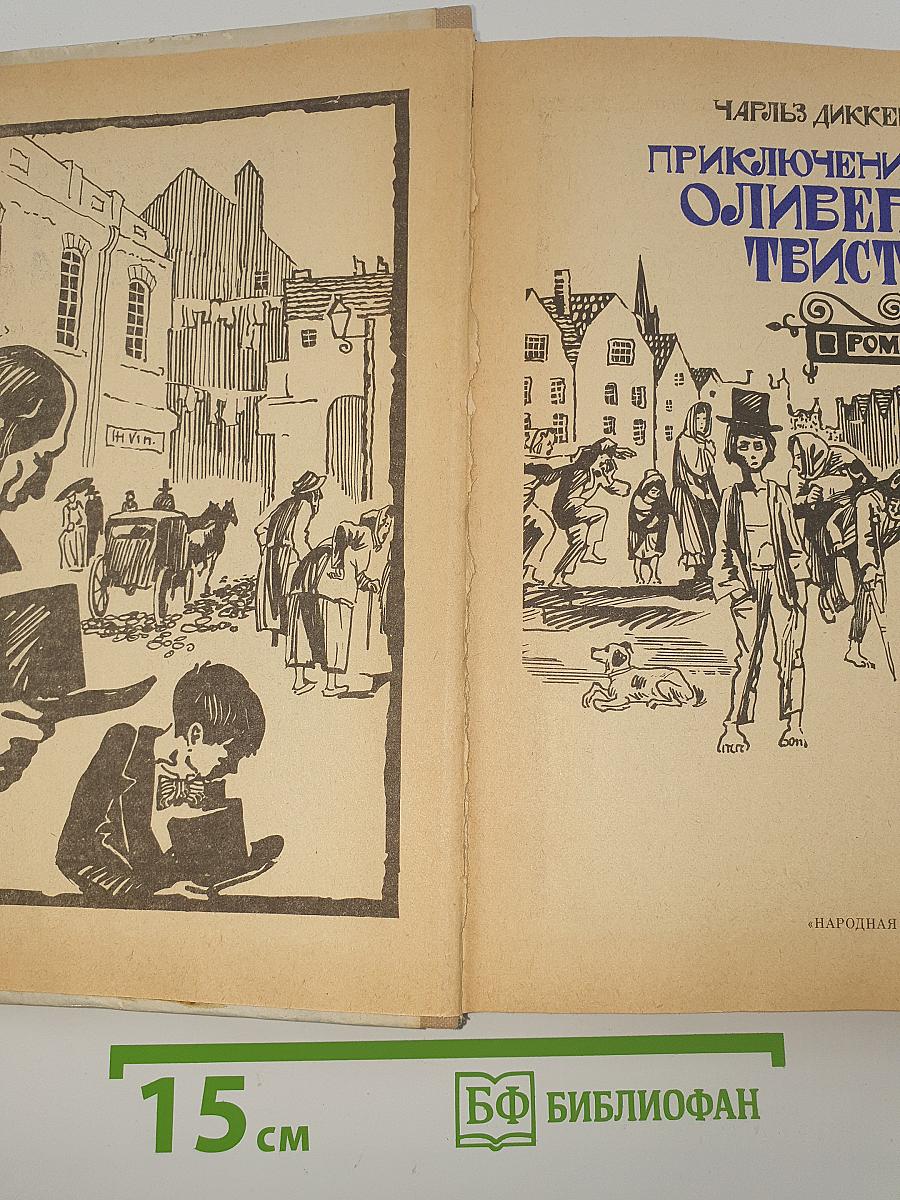 ЧАРЛЬЗ ДИККЕ
ПРИКЛЮЧЕНИ
ОЛИВЕР
ТВИСТ
РОМ
«НАРОДНАЯ
15 см
БФ БИБЛИОФАН